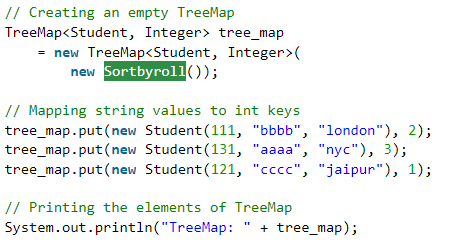 // Creating an empty TreeMap
TreeMap<Student, Integer> tree_map
= new TreeMap<Student, Integer>(
new Sortbyroll());
// Mapping string values to int keys
tree_map.put(new Student(111, "bbbb", "london"), 2);
tree_map.put(new Student(131, "aaaa", "nyc"), 3);
tree_map.put(new Student(121, "cccc", "jaipur"), 1);
// Printing the elements of TreeMap
System.out.println("TreeMap: " + tree_map);